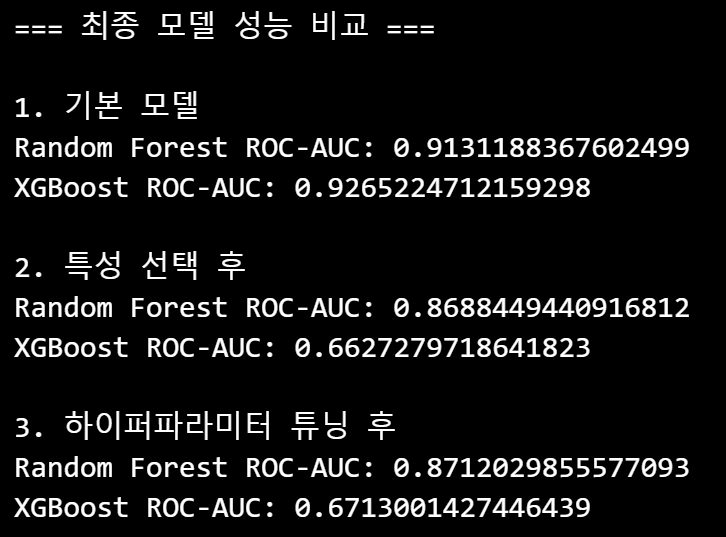 === 최종 모델 성능 비교 ===
1. 기본 모델
Random Forest ROC-AUC: 0.9131188367602499
XGBoost ROC-AUC: 0.9265224712159298
2. 특성 선택 후
Random Forest ROC-AUC: 0.8688449440916812
XGBoost ROC-AUC: 0.6627279718641823
3. 하이퍼파라미터 튜닝 후
Random Forest ROC-AUC: 0.8712029855577093
XGBoost ROC-AUC: 0.6713001427446439